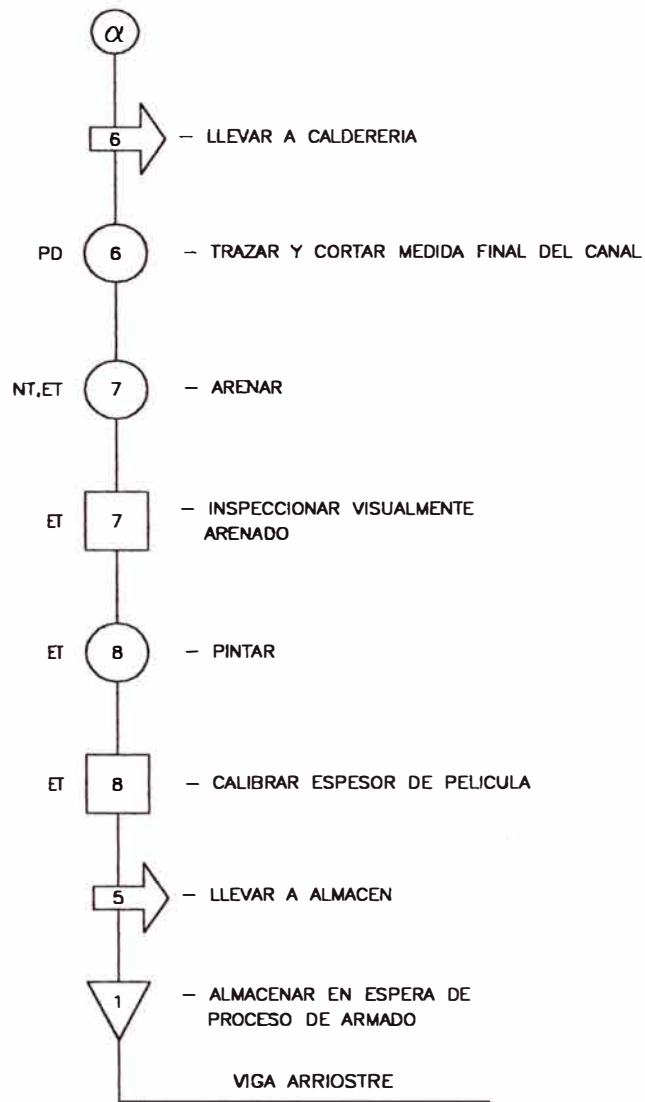 α
6 – LLEVAR A CALDERERIA
PD 6 – TRAZAR Y CORTAR MEDIDA FINAL DEL CANAL
NT,ET 7 – ARENAR
ET 7 – INSPECCIONAR VISUALMENTE
ARENADO
ET 8 – PINTAR
ET 8 – CALIBRAR ESPESOR DE PELICULA
5 – LLEVAR A ALMACEN
1 – ALMACENAR EN ESPERA DE
PROCESO DE ARMADO
VIGA ARRIOSTRE